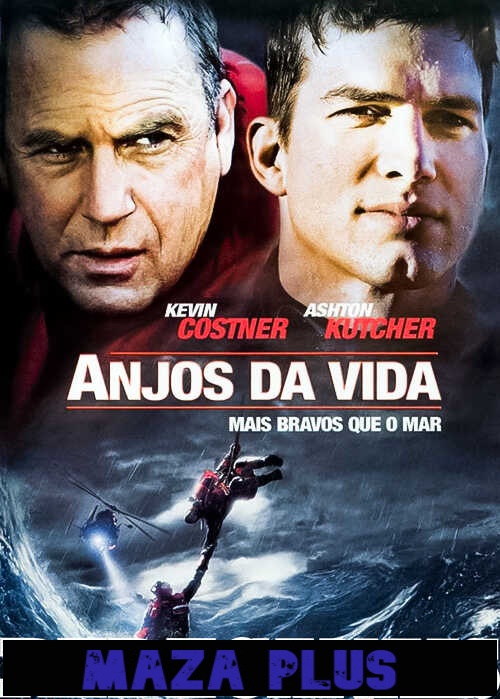 KEVIN COSTNER
ASHTON KUTCHER
ANJOS DA VIDA
MAIS BRAVOS QUE O MAR
MAZA PLUS